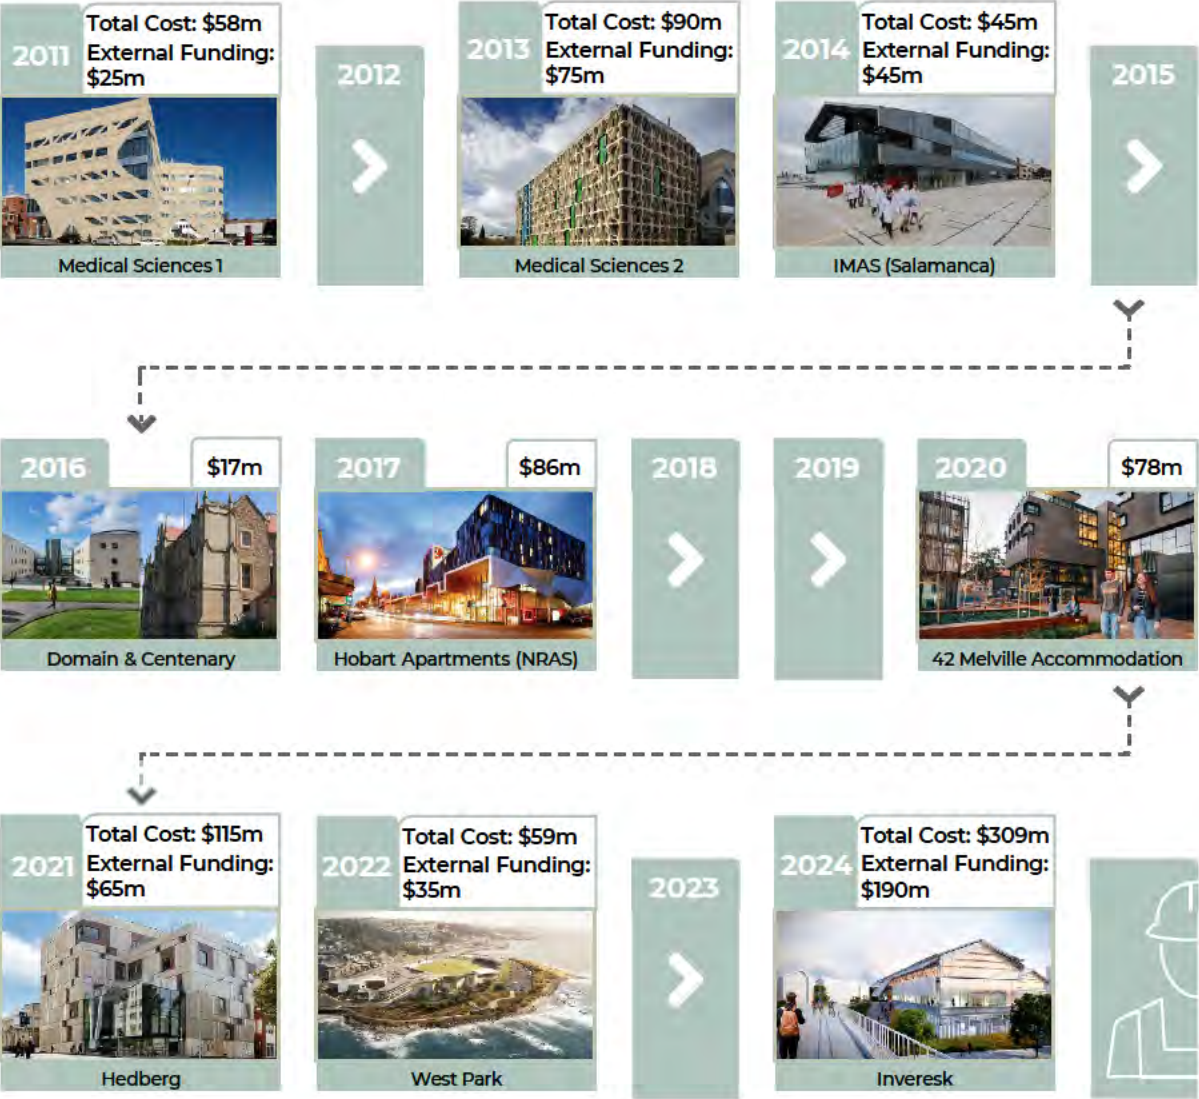 2011
Total Cost: $58m
External Funding:
$25m
Medical Sciences 1
2012
2013
Total Cost: $90m
External Funding:
$75m
Medical Sciences 2
2014
Total Cost: $45m
External Funding:
$45m
IMAS (Salamanca)
2015
2016
$17m
Domain & Centenary
2017
$86m
Hobart Apartments (NRAS)
2018
2019
2020
$78m
42 Melville Accommodation
2021
Total Cost: $115m
External Funding:
$65m
Hedberg
2022
Total Cost: $59m
External Funding:
$35m
West Park
2023
2024
Total Cost: $309m
External Funding:
$190m
Inveresk